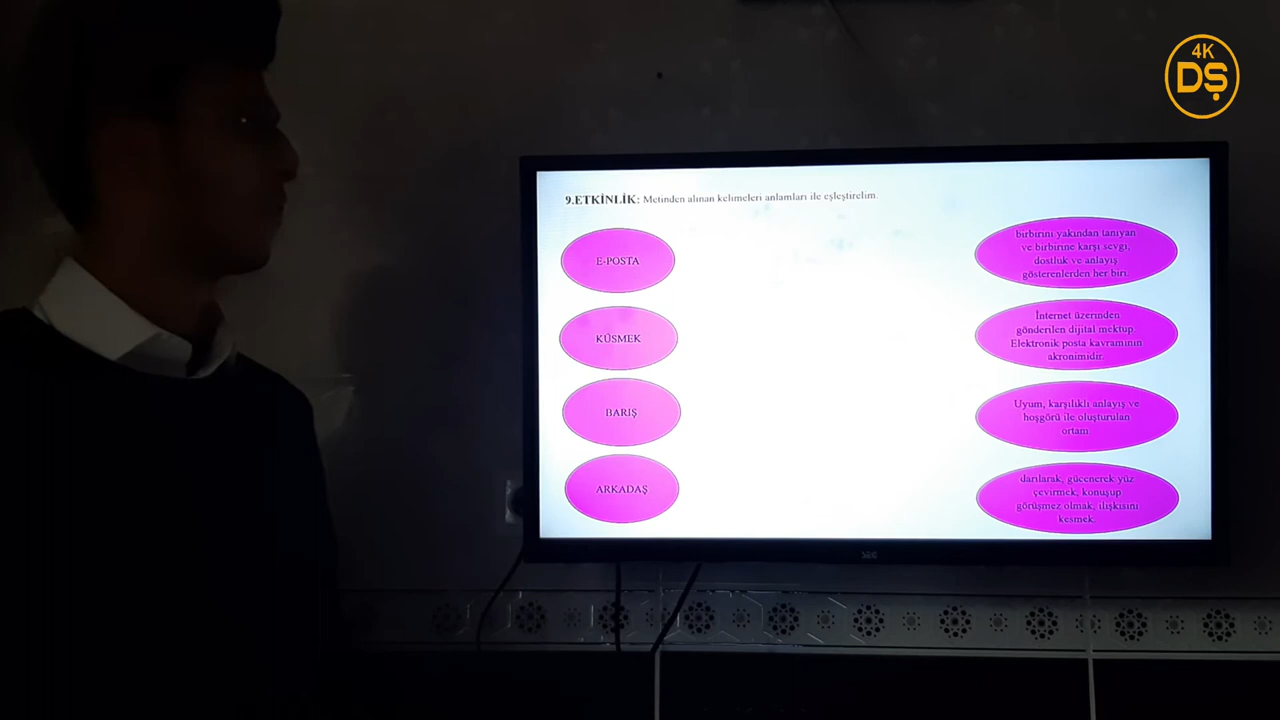 4K
DŞ
9.ETKİNLİK: Metinden alınan kelimeleri anlamları ile eşleştirelim.
E-POSTA
KÜSMEK
BARIŞ
ARKADAŞ
birbirini yakından tanıyan
ve birbirine karşı sevgi,
dostluk ve anlayış
gösterenlerden her biri.
İnternet üzerinden
gönderilen dijital mektup.
Elektronik posta kavramının
akronimidir.
Uyum, karşılıklı anlayış ve
hoşgörü ile oluşturulan
ortam.
darılarak, gücenerek yüz
çevirmek, konuşup
görüşmez olmak, ilişkisini
kesmek.